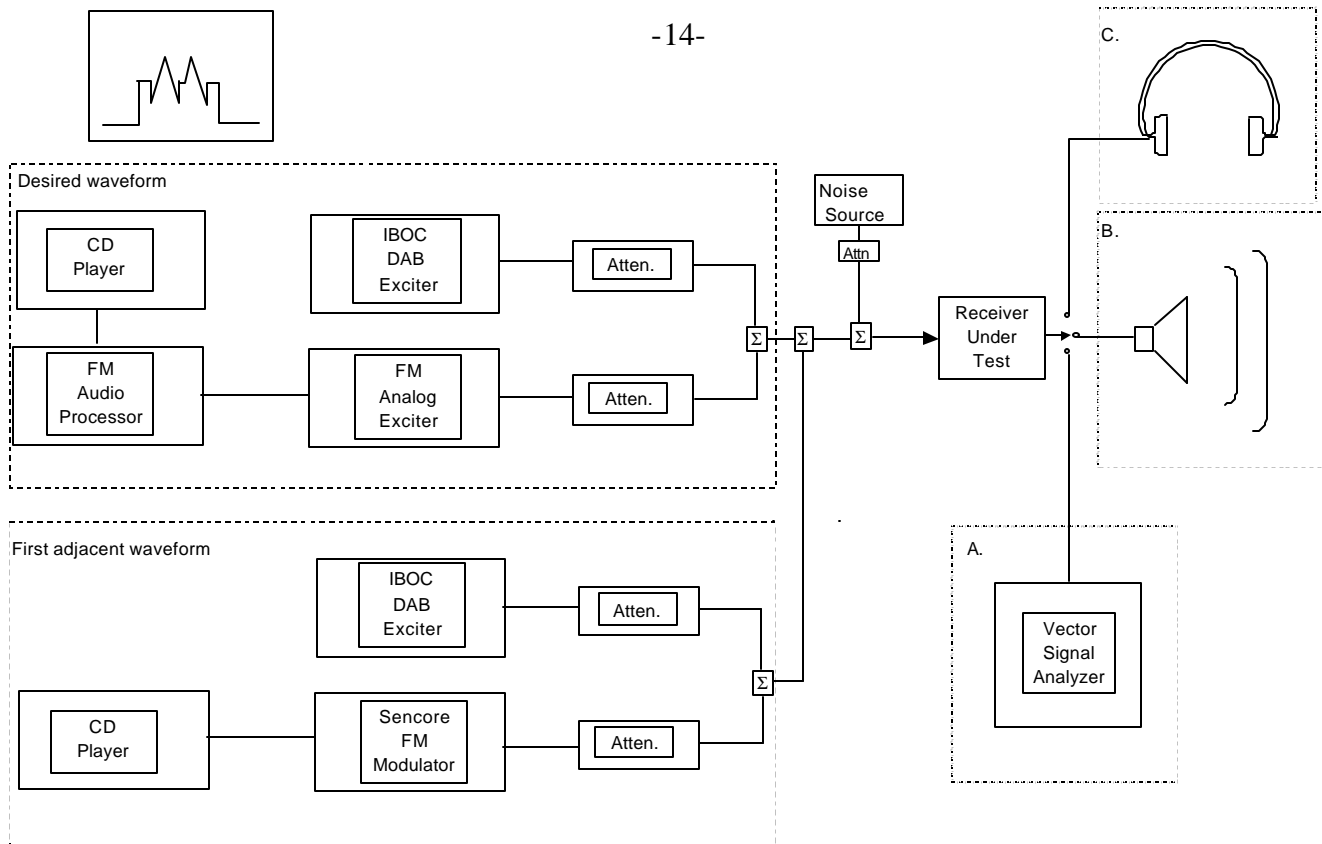 -14-
C.
Desired waveform
CD
Player
IBOC
DAB
Exciter
Atten.
Noise
Source
Attn
B.
FM
Audio
Processor
FM
Analog
Exciter
Atten.
Σ
Σ
Σ
Receiver
Under
Test
First adjacent waveform
IBOC
DAB
Exciter
Atten.
CD
Player
Sencore
FM
Modulator
Atten.
Σ
A.
Vector
Signal
Analyzer